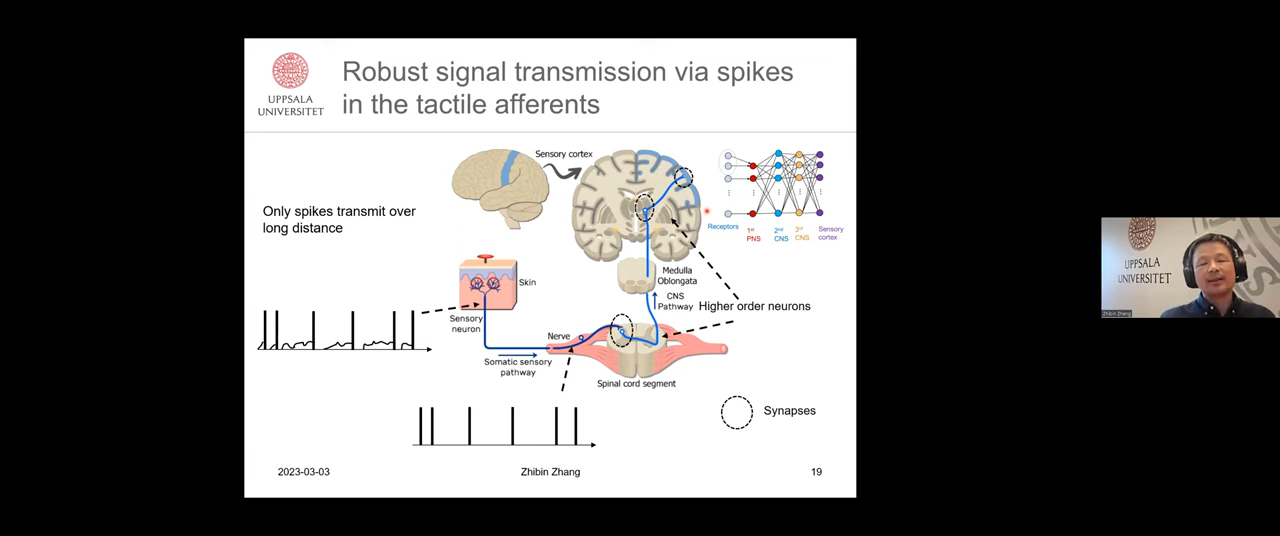 UPPSALA
UNIVERSITET
Robust signal transmission via spikes
in the tactile afferents
Only spikes transmit over
long distance
Sensory cortex
Receptors
1st
PNS
2nd
CNS
3rd
CNS
Sensory
cortex
Skin
Sensory
neuron
Medulla
Oblongata
CNS
Pathway
Higher order neurons
Nerve
Somatic sensory
pathway
Spinal cord segment
Synapses
2023-03-03
Zhibin Zhang
19
UPPSALA
UNIVERSITET
Zhibin Zhang